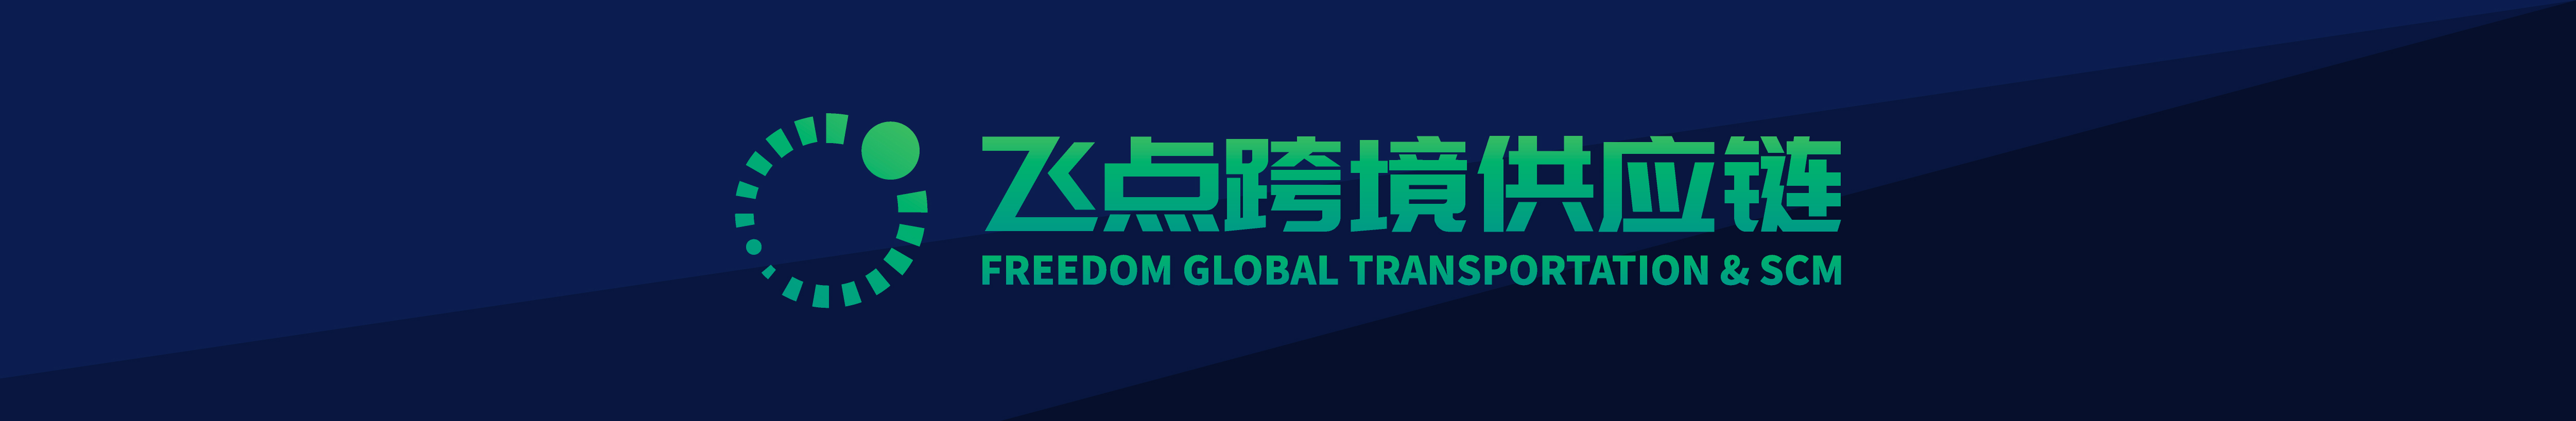 飞点跨境供应链
FREEDOM GLOBAL TRANSPORTATION & SCM